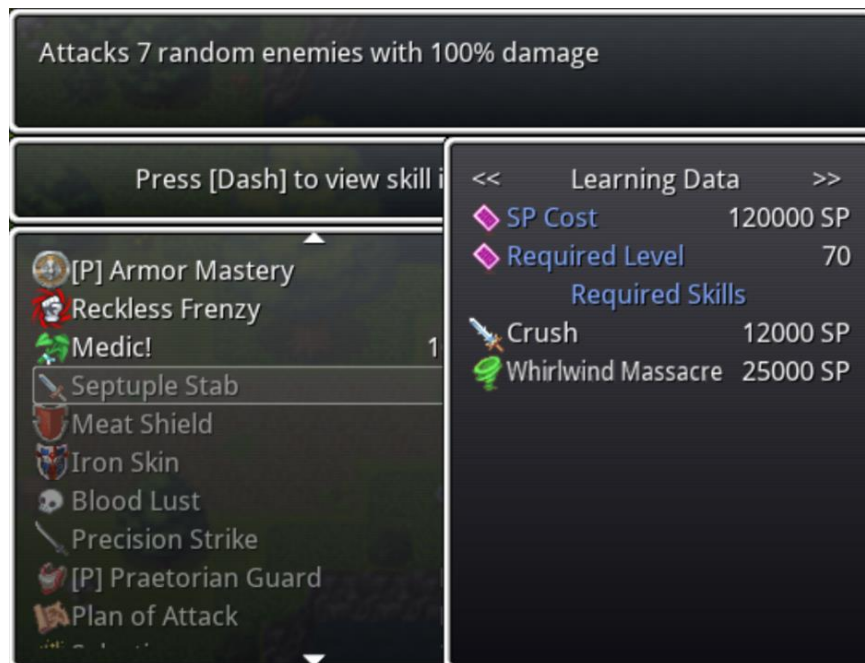 Attacks 7 random enemies with 100% damage
Press [Dash] to view skill i
[P] Armor Mastery
Reckless Frenzy
Medic! 1
Septuple Stab
Meat Shield
Iron Skin
Blood Lust
Precision Strike
[P] Praetorian Guard
Plan of Attack
<< Learning Data >>
SP Cost 120000 SP
Required Level 70
Required Skills
Crush 12000 SP
Whirlwind Massacre 25000 SP